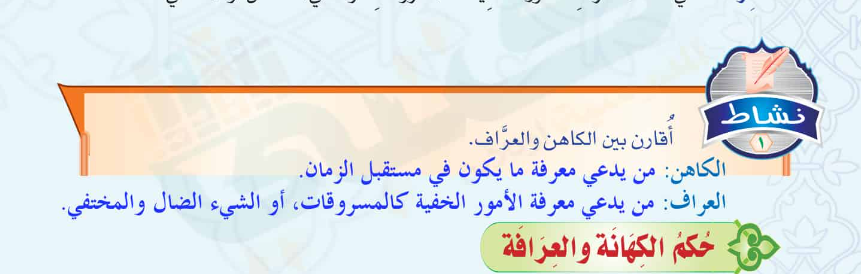 نشاط
١
أُقارن بين الكاهن والعرَّاف.
الكاهن: من يدعي معرفة ما يكون في مستقبل الزمان.
العراف: من يدعي معرفة الأمور الخفية كالمسروقات، أو الشيء الضال والمختفي.
حُكمُ الكِهَانَة والعِرَافَة